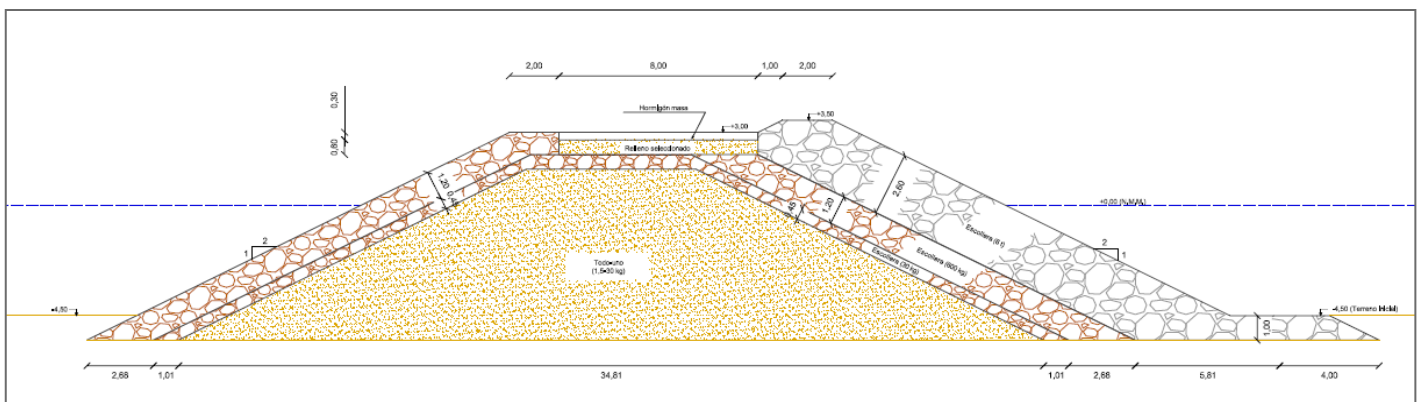 2,00 8,00 1,00 2,00
0,30
0,60
Hormigón masa
+3,00
+3,50
Relleno seleccionado
1,20
0,45
2,60
0,45
1,20
+0,00 (N.M.M.)
2
1
2
1
Escollera (6 t)
Escollera (600 kg)
Escollera (30 kg)
Todo-uno
(1,5-30 kg)
-4,50
-4,50 (Terreno Inicial)
1,00
2,68 1,01 34,81 1,01 2,68 5,81 4,00